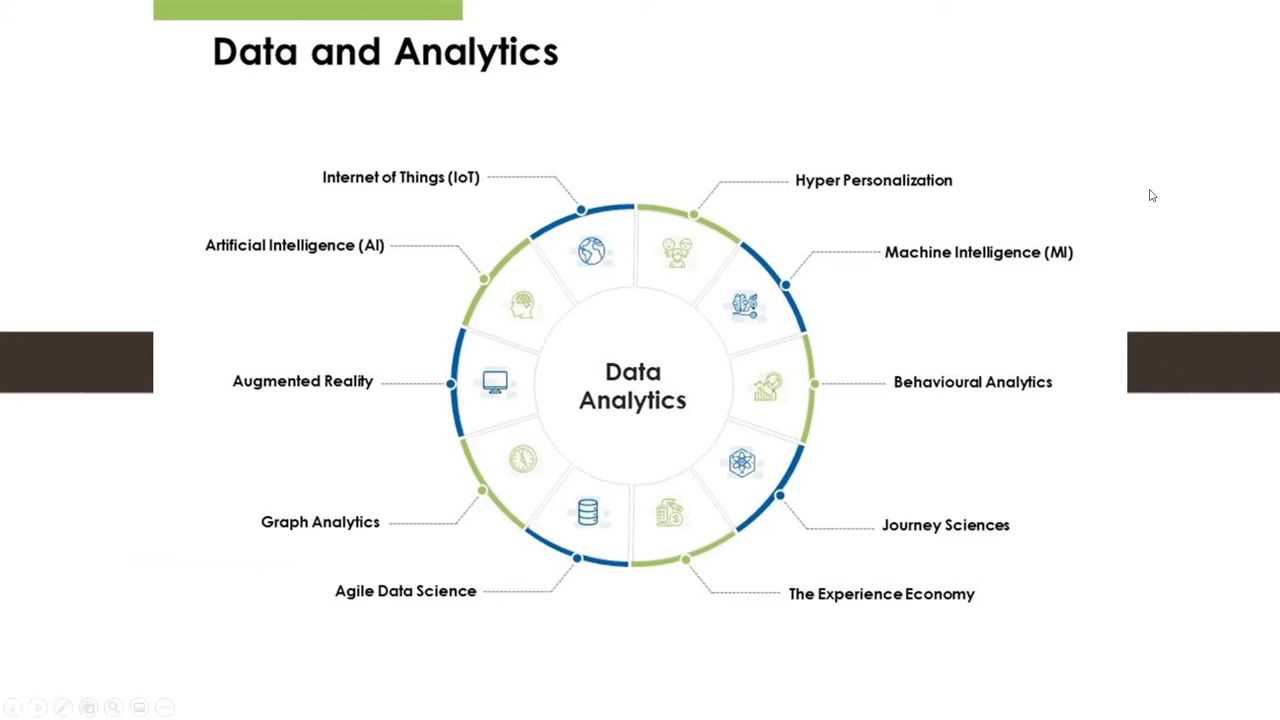 Data and Analytics
Internet of Things (IoT)
Hyper Personalization
Artificial Intelligence (AI)
Machine Intelligence (MI)
Data
Analytics
Augmented Reality
Behavioural Analytics
Graph Analytics
Journey Sciences
Agile Data Science
The Experience Economy